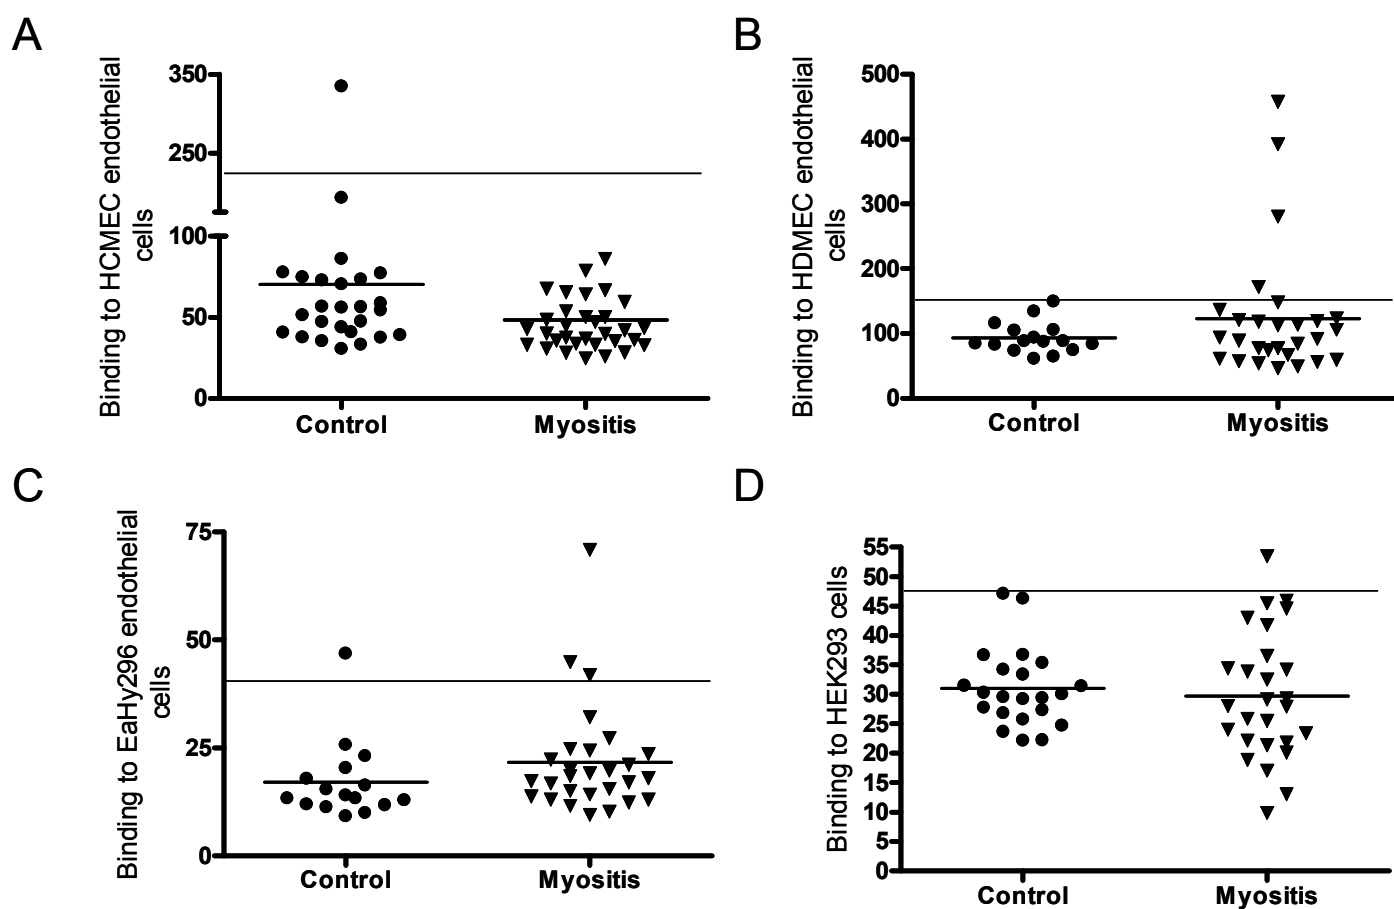 A
Binding to HCMEC endothelial
cells
350
250
100
50
0
Control Myositis
B
Binding to HDMEC endothelial
cells
500
400
300
200
100
0
Control Myositis
C
Binding to EaHy296 endothelial
cells
75
50
25
0
Control Myositis
D
Binding to HEK293 cells
55
50
45
40
35
30
25
20
15
10
5
0
Control Myositis